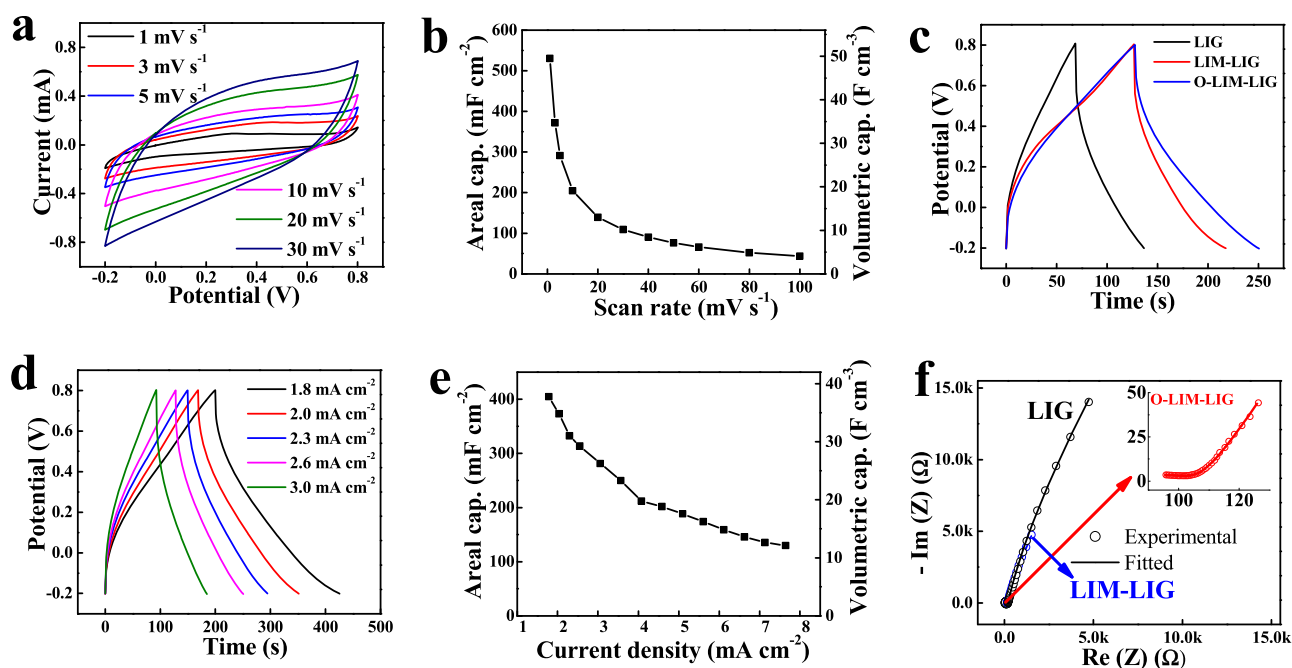 a
1 mV s⁻¹
3 mV s⁻¹
5 mV s⁻¹
10 mV s⁻¹
20 mV s⁻¹
30 mV s⁻¹
0.8
0.4
0.0
-0.4
-0.8
-0.2 0.0 0.2 0.4 0.6 0.8
Current (mA)
Potential (V)
b
600
500
400
300
200
100
0
50
40
30
20
10
0
0 20 40 60 80 100
Areal cap. (mF cm⁻²)
Volumetric cap. (F cm⁻³)
Scan rate (mV s⁻¹)
c
LIG
LIM-LIG
O-LIM-LIG
0.8
0.4
0.0
-0.2
0 50 100 150 200 250
Potential (V)
Time (s)
d
1.8 mA cm⁻²
2.0 mA cm⁻²
2.3 mA cm⁻²
2.6 mA cm⁻²
3.0 mA cm⁻²
0.8
0.4
0.0
-0.2
0 100 200 300 400 500
Potential (V)
Time (s)
e
400
300
200
100
0
40
30
20
10
0
1 2 3 4 5 6 7 8
Areal cap. (mF cm⁻²)
Volumetric cap. (F cm⁻³)
Current density (mA cm⁻²)
f
15.0k
10.0k
5.0k
0.0
0.0 5.0k 10.0k 15.0k
- Im (Z) (Ω)
Re (Z) (Ω)
LIG
LIM-LIG
Experimental
Fitted
O-LIM-LIG
50
25
0
100 120